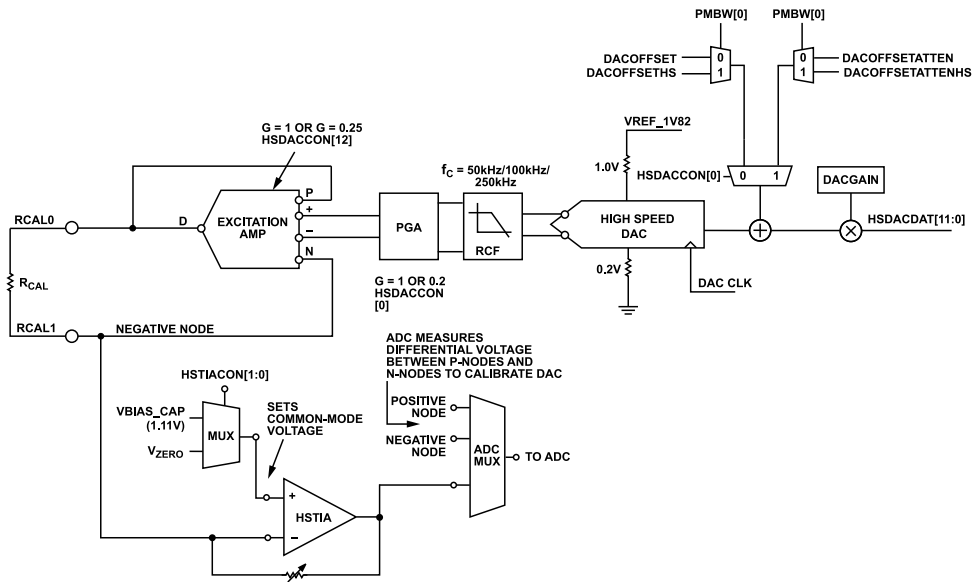 PMBW[0]
PMBW[0]
DACOFFSET
DACOFFSETHS
0
1
0
1
DACOFFSETATTEN
DACOFFSETATTENHS
G = 1 OR G = 0.25
HSDACCON[12]
VREF_1V82
fC = 50kHz/100kHz/
250kHz
1.0V
HSDACCON[0]
0
1
DACGAIN
RCAL0
D
EXCITATION
AMP
P
+
−
N
PGA
RCF
HIGH SPEED
DAC
HSDACDAT[11:0]
RCAL
G = 1 OR 0.2
HSDACCON
[0]
0.2V
DAC CLK
RCAL1
NEGATIVE NODE
ADC MEASURES
DIFFERENTIAL VOLTAGE
BETWEEN P-NODES AND
N-NODES TO CALIBRATE DAC
HSTIACON[1:0]
VBIAS_CAP
(1.11V)
VZERO
MUX
SETS
COMMON-MODE
VOLTAGE
POSITIVE
NODE
NEGATIVE
NODE
ADC
MUX
TO ADC
+
HSTIA
−